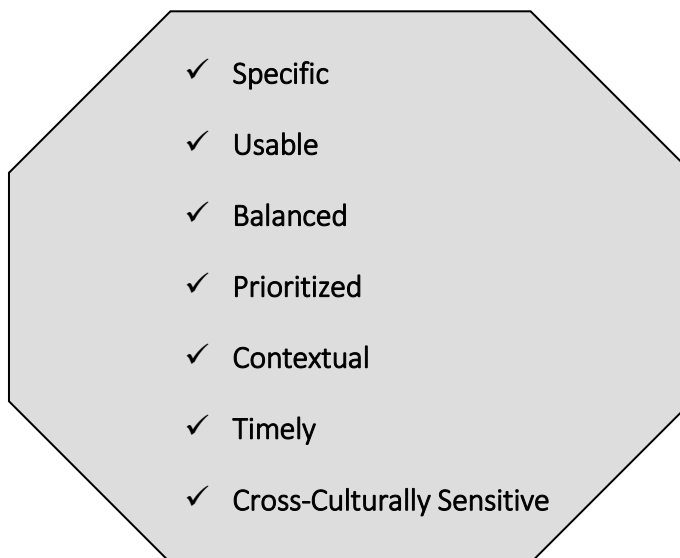 ✓ Specific
✓ Usable
✓ Balanced
✓ Prioritized
✓ Contextual
✓ Timely
✓ Cross-Culturally Sensitive